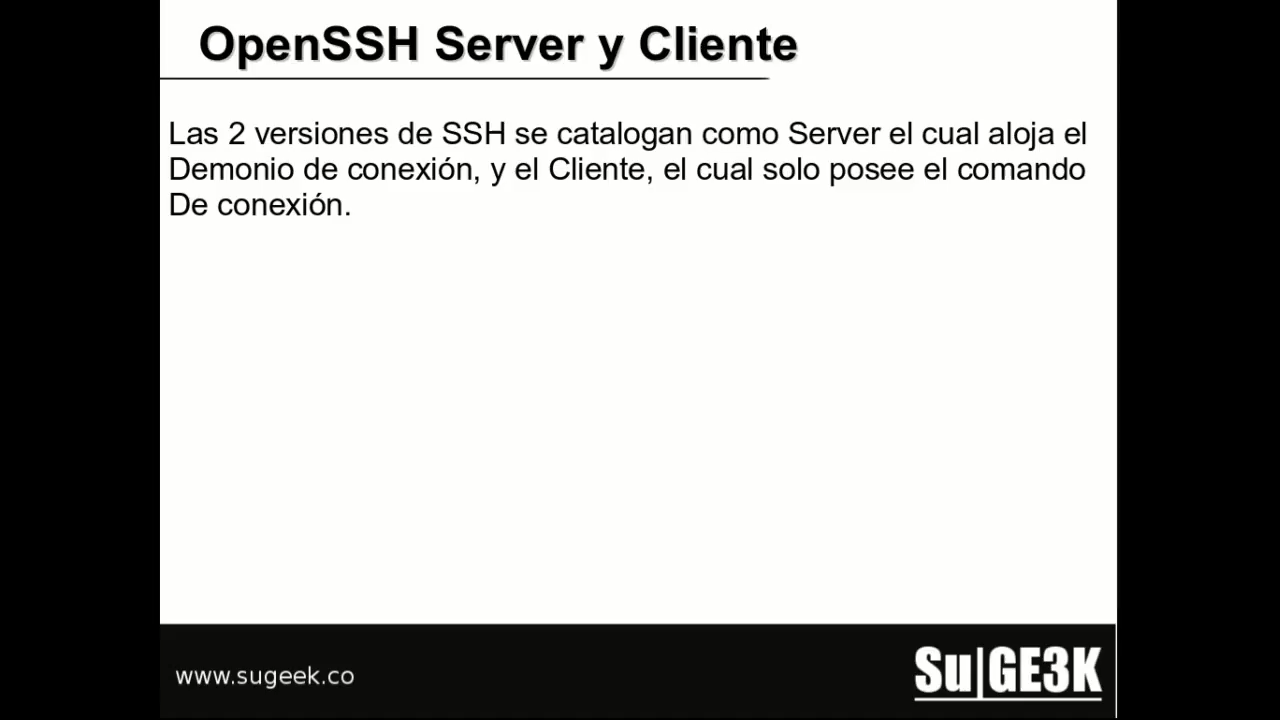 OpenSSH Server y Cliente
Las 2 versiones de SSH se catalogan como Server el cual aloja el
Demonio de conexión, y el Cliente, el cual solo posee el comando
De conexión.
www.sugeek.co
Su|GE3K